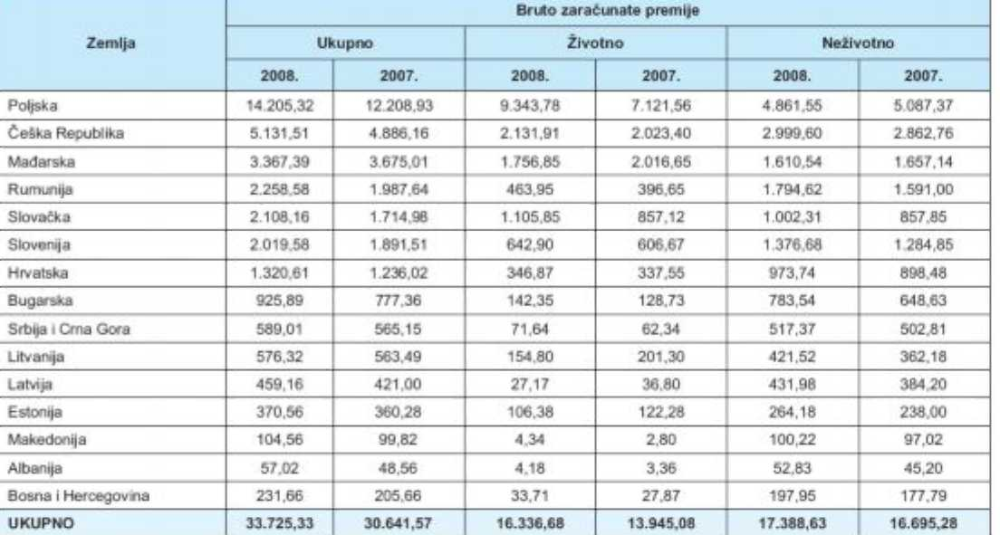 Bruto zaračunate premije
Zemlja Ukupno Životno Neživotno
2008. 2007. 2008. 2007. 2008. 2007.
Poljska 14.205,32 12.208,93 9.343,78 7.121,56 4.861,55 5.087,37
Češka Republika 5.131,51 4.886,16 2.131,91 2.023,40 2.999,60 2.862,76
Mađarska 3.367,39 3.675,01 1.756,85 2.016,65 1.610,54 1.657,14
Rumunija 2.258,58 1.987,64 463,95 396,65 1.794,62 1.591,00
Slovačka 2.108,16 1.714,98 1.105,85 857,12 1.002,31 857,85
Slovenija 2.019,58 1.891,51 642,90 606,67 1.376,68 1.284,85
Hrvatska 1.320,61 1.236,02 346,87 337,55 973,74 898,48
Bugarska 925,89 777,36 142,35 128,73 783,54 648,63
Srbija i Crna Gora 589,01 565,15 71,64 62,34 517,37 502,81
Litvanija 576,32 563,49 154,80 201,30 421,52 362,18
Latvija 459,16 421,00 27,17 36,80 431,98 384,20
Estonija 370,56 360,28 106,38 122,28 264,18 238,00
Makedonija 104,56 99,82 4,34 2,80 100,22 97,02
Albanija 57,02 48,56 4,18 3,36 52,83 45,20
Bosna i Hercegovina 231,66 205,66 33,71 27,87 197,95 177,79
UKUPNO 33.725,33 30.641,57 16.336,68 13.945,08 17.388,63 16.695,28